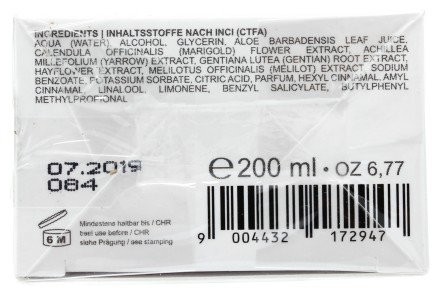 INGREDIENTS | INHALTSSTOFFE NACH INCI (CTFA)
AQUA (WATER), ALCOHOL, GLYCERIN, ALOE BARBADENSIS LEAF JUICE,
CALENDULA OFFICINALIS (MARIGOLD) FLOWER EXTRACT, ACHILLEA
MILLEFOLIUM (YARROW) EXTRACT, GENTIANA LUTEA (GENTIAN) ROOT EXTRACT,
HAYFLOWER EXTRACT, MELILOTUS OFFICINALIS (MELILOT) EXTRACT, SODIUM
BENZOATE, POTASSIUM SORBATE, CITRIC ACID, PARFUM, HEXYL CINNAMAL, AMYL
CINNAMAL LINALOOL, LIMONENE, BENZYL SALICYLATE, BUTYLPHENYL
METHYLPROPIONAL
07.2019
084
e 200 ml · OZ 6,77
6 M
Mindestens haltbar bis / CHR
best use before / CHR
siehe Prägung / see stamping
9 004432 172947